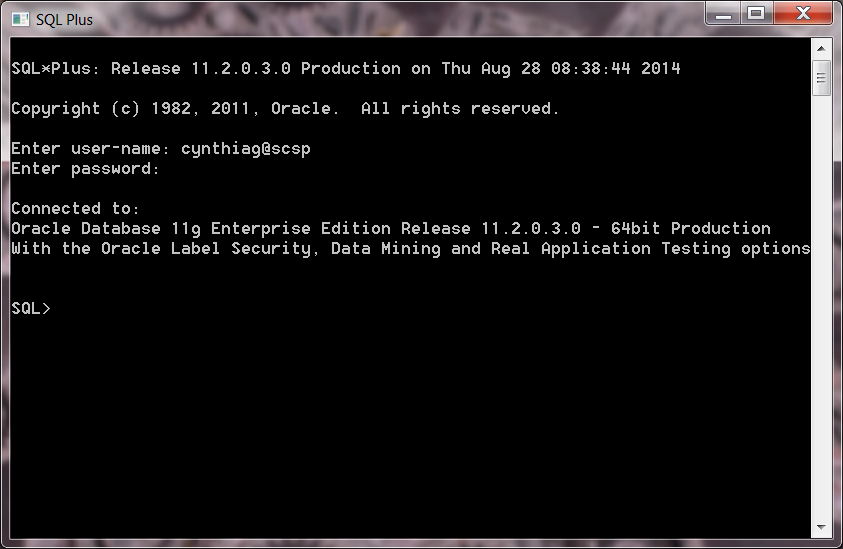 SQL Plus
SQL*Plus: Release 11.2.0.3.0 Production on Thu Aug 28 08:38:44 2014
Copyright (c) 1982, 2011, Oracle.  All rights reserved.
Enter user-name: cynthiag@scsp
Enter password:
Connected to:
Oracle Database 11g Enterprise Edition Release 11.2.0.3.0 - 64bit Production
With the Oracle Label Security, Data Mining and Real Application Testing options
SQL>